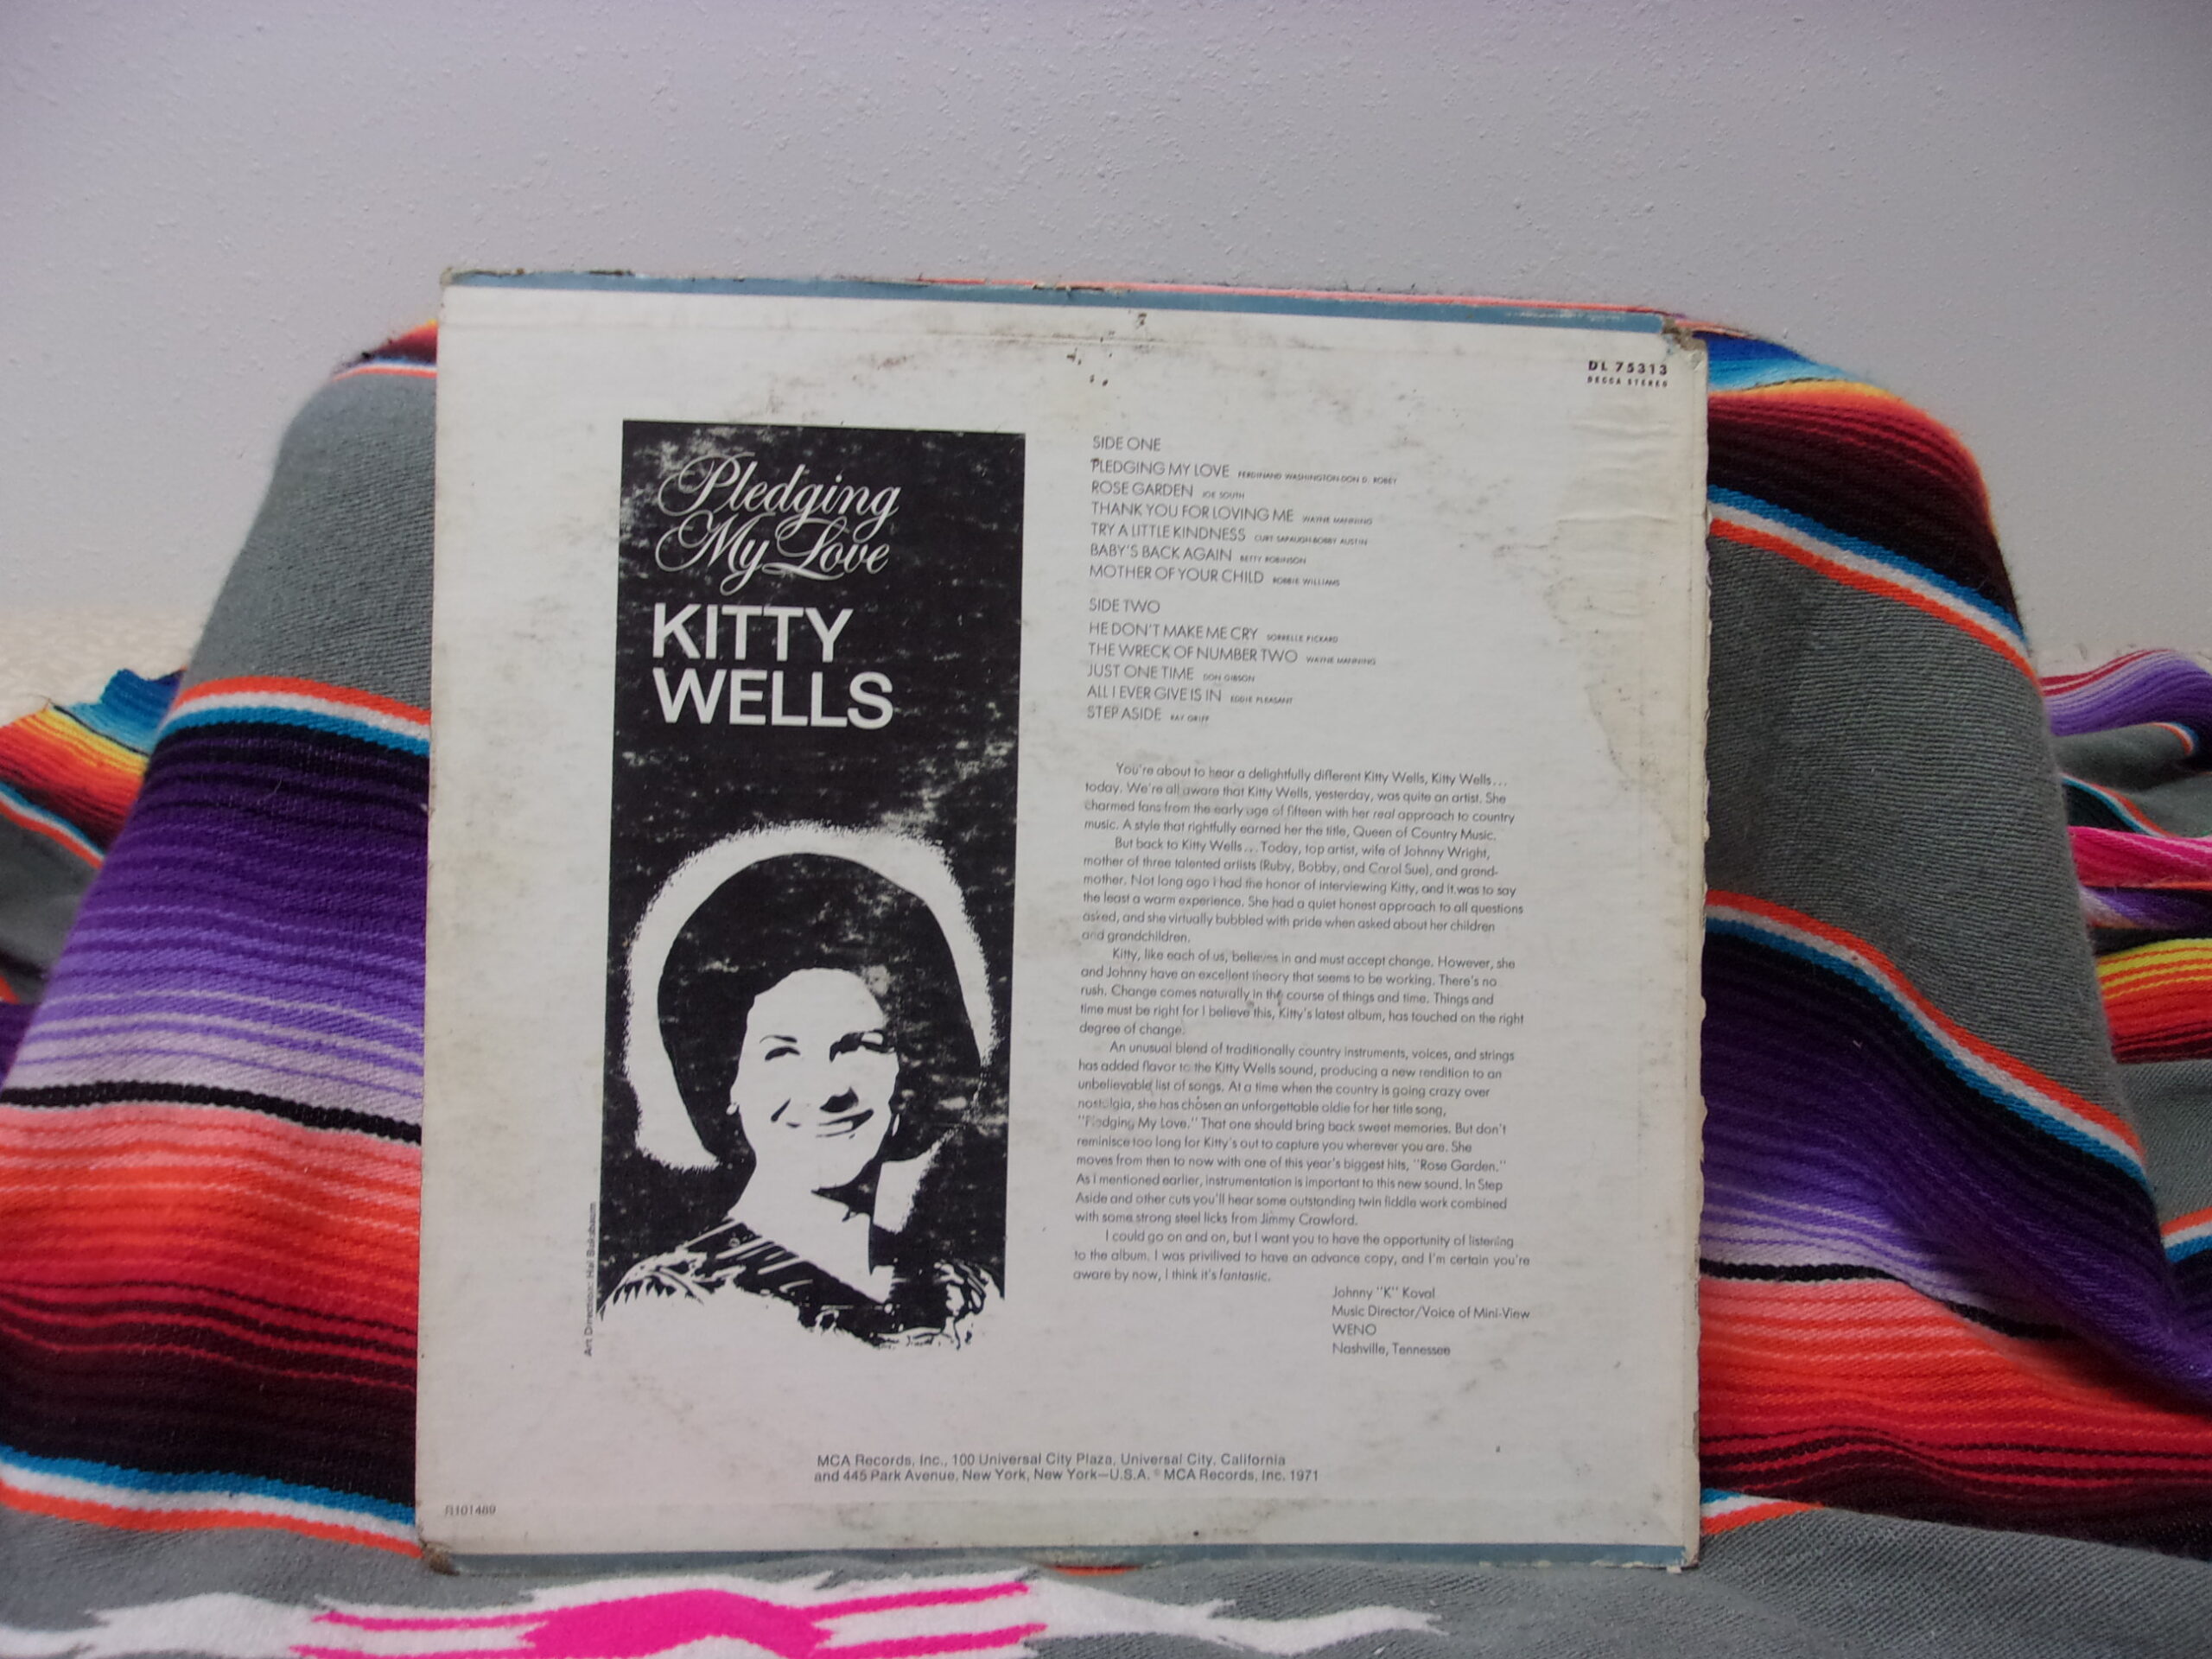 DL 75313
DECCA STEREO
Pledging
My Love
KITTY
WELLS
SIDE ONE
PLEDGING MY LOVE FERDINAND WASHINGTON-DON D. ROBEY
ROSE GARDEN JOE SOUTH
THANK YOU FOR LOVING ME WAYNE MANNING
TRY A LITTLE KINDNESS CURT SAPAUGH-BOBBY AUSTIN
BABY'S BACK AGAIN BETTY ROBINSON
MOTHER OF YOUR CHILD ROBBIE WILLIAMS
SIDE TWO
HE DON'T MAKE ME CRY SORRELLE PICKARD
THE WRECK OF NUMBER TWO WAYNE MANNING
JUST ONE TIME DON GIBSON
ALL I EVER GIVE IS IN EDDIE PLEASANT
STEP ASIDE RAY GRIFF
You're about to hear a delightfully different Kitty Wells, Kitty Wells...
today. We're all aware that Kitty Wells, yesterday, was quite an artist. She
charmed fans from the early age of fifteen with her real approach to country
music. A style that rightfully earned her the title, Queen of Country Music.
But back to Kitty Wells... Today, top artist, wife of Johnny Wright,
mother of three talented artists (Ruby, Bobby, and Carol Sue), and grand-
mother. Not long ago I had the honor of interviewing Kitty, and it was to say
the least a warm experience. She had a quiet honest approach to all questions
asked, and she virtually bubbled with pride when asked about her children
and grandchildren.
Kitty, like each of us, believes in and must accept change. However, she
and Johnny have an excellent theory that seems to be working. There's no
rush. Change comes naturally in the course of things and time. Things and
time must be right for I believe this, Kitty's latest album, has touched on the right
degree of change.
An unusual blend of traditionally country instruments, voices, and strings
has added flavor to the Kitty Wells sound, producing a new rendition to an
unbelievable list of songs. At a time when the country is going crazy over
nostalgia, she has chosen an unforgettable oldie for her title song,
"Pledging My Love." That one should bring back sweet memories. But don't
reminisce too long for Kitty's out to capture you wherever you are. She
moves from then to now with one of this year's biggest hits, "Rose Garden."
As I mentioned earlier, instrumentation is important to this new sound. In Step
Aside and other cuts you'll hear some outstanding twin fiddle work combined
with some strong steel licks from Jimmy Crawford.
I could go on and on, but I want you to have the opportunity of listening
to the album. I was privilived to have an advance copy, and I'm certain you're
aware by now, I think it's fantastic.
Johnny "K" Koval
Music Director/Voice of Mini-View
WENO
Nashville, Tennessee
Art Direction: Hal Buksbaum
MCA Records, Inc., 100 Universal City Plaza, Universal City, California
and 445 Park Avenue, New York, New York—U.S.A. ® MCA Records, Inc. 1971